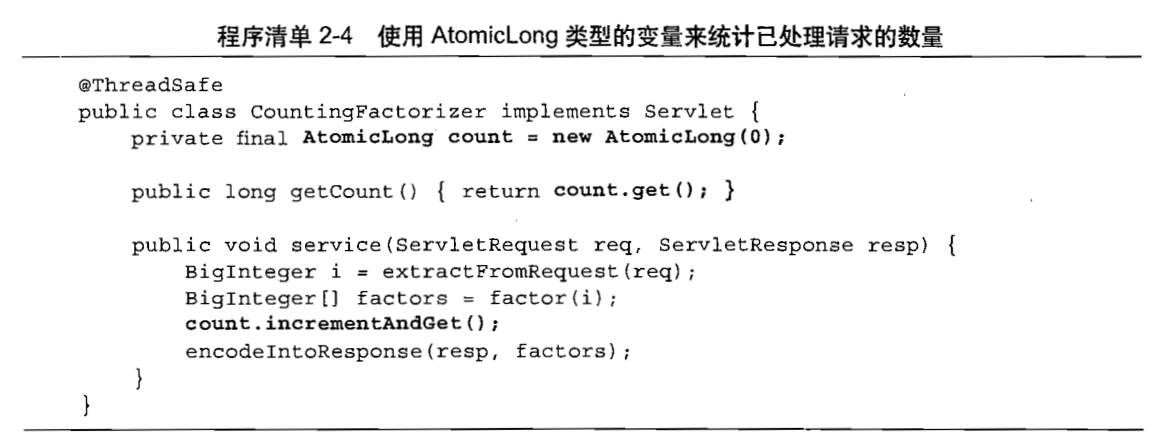 程序清单 2-4 使用 AtomicLong 类型的变量来统计已处理请求的数量
@ThreadSafe
public class CountingFactorizer implements Servlet {
    private final AtomicLong count = new AtomicLong(0);
    public long getCount() { return count.get(); }
    public void service(ServletRequest req, ServletResponse resp) {
        BigInteger i = extractFromRequest(req);
        BigInteger[] factors = factor(i);
        count.incrementAndGet();
        encodeIntoResponse(resp, factors);
    }
}